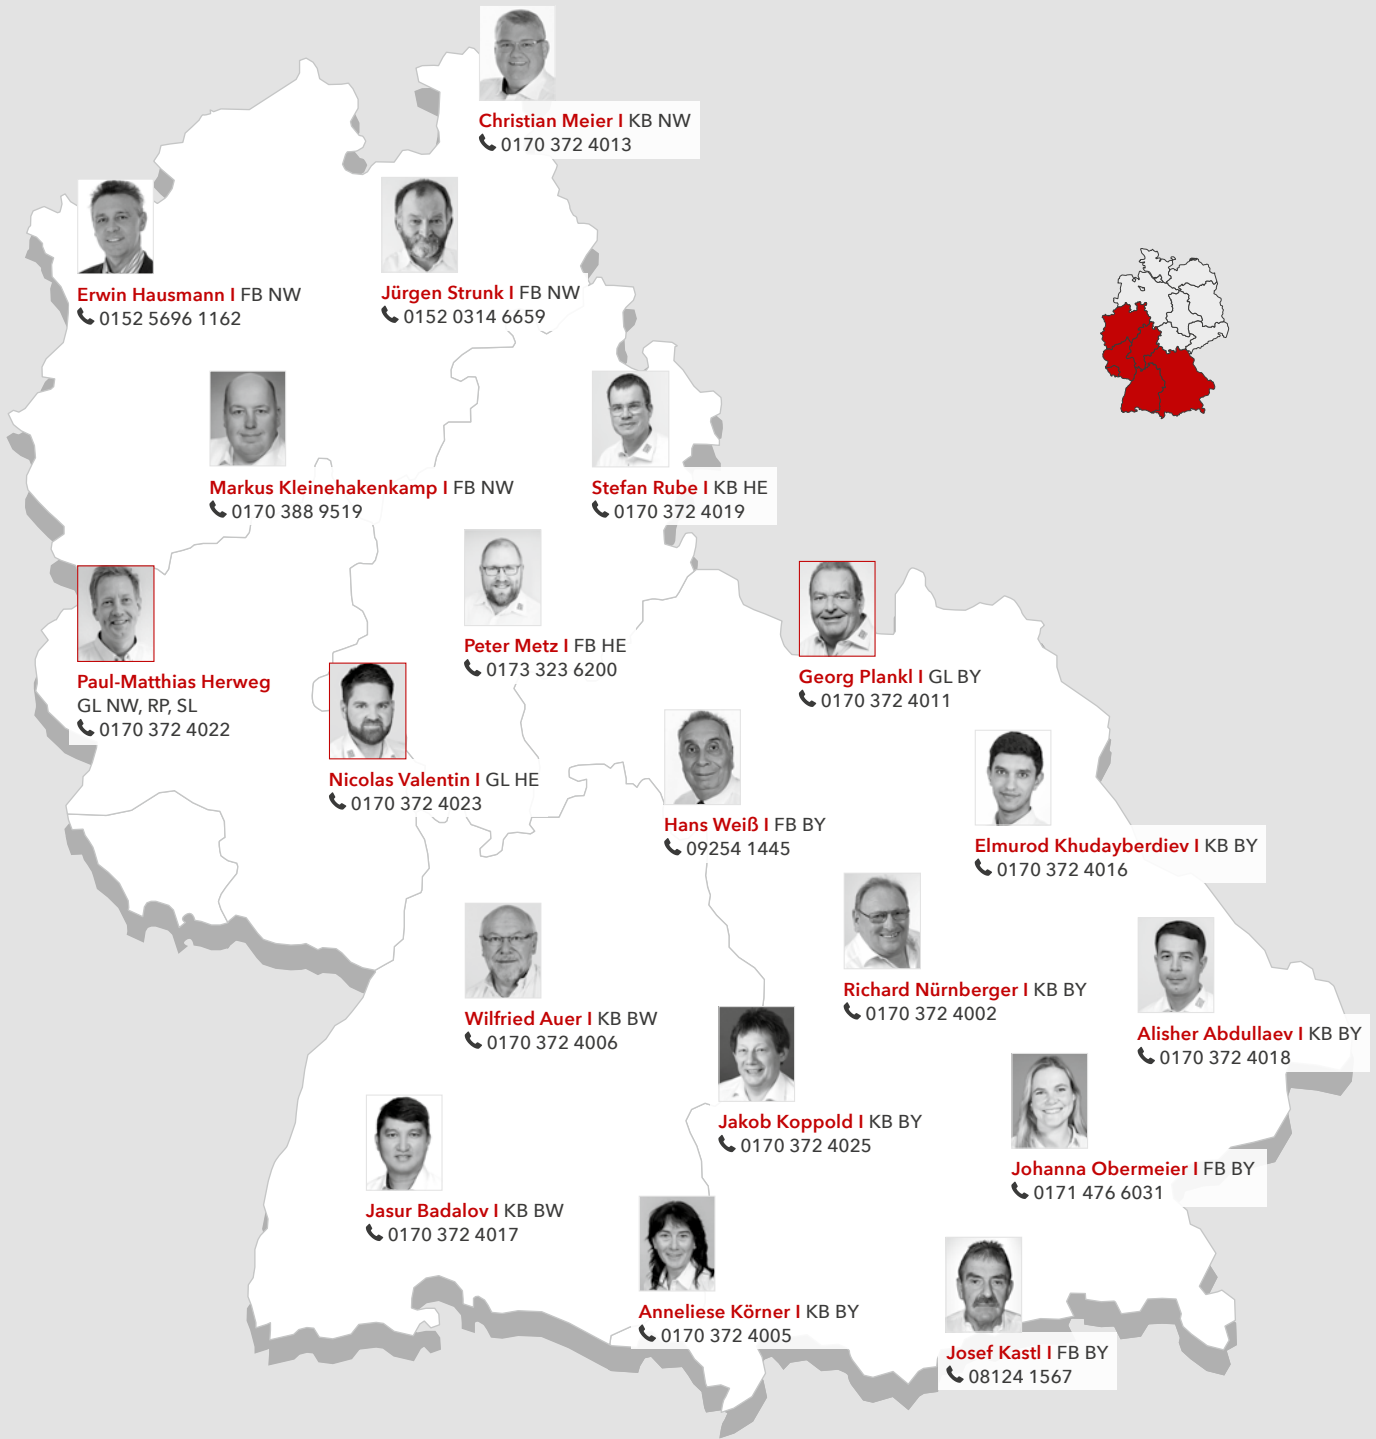 Christian Meier I KB NW
0170 372 4013
Erwin Hausmann I FB NW
0152 5696 1162
Jürgen Strunk I FB NW
0152 0314 6659
Markus Kleinehakenkamp I FB NW
0170 388 9519
Stefan Rube I KB HE
0170 372 4019
Peter Metz I FB HE
0173 323 6200
Paul-Matthias Herweg
GL NW, RP, SL
0170 372 4022
Georg Plankl I GL BY
0170 372 4011
Nicolas Valentin I GL HE
0170 372 4023
Hans Weiß I FB BY
09254 1445
Elmurod Khudayberdiev I KB BY
0170 372 4016
Richard Nürnberger I KB BY
0170 372 4002
Wilfried Auer I KB BW
0170 372 4006
Alisher Abdullaev I KB BY
0170 372 4018
Jakob Koppold I KB BY
0170 372 4025
Johanna Obermeier I FB BY
0171 476 6031
Jasur Badalov I KB BW
0170 372 4017
Anneliese Körner I KB BY
0170 372 4005
Josef Kastl I FB BY
08124 1567